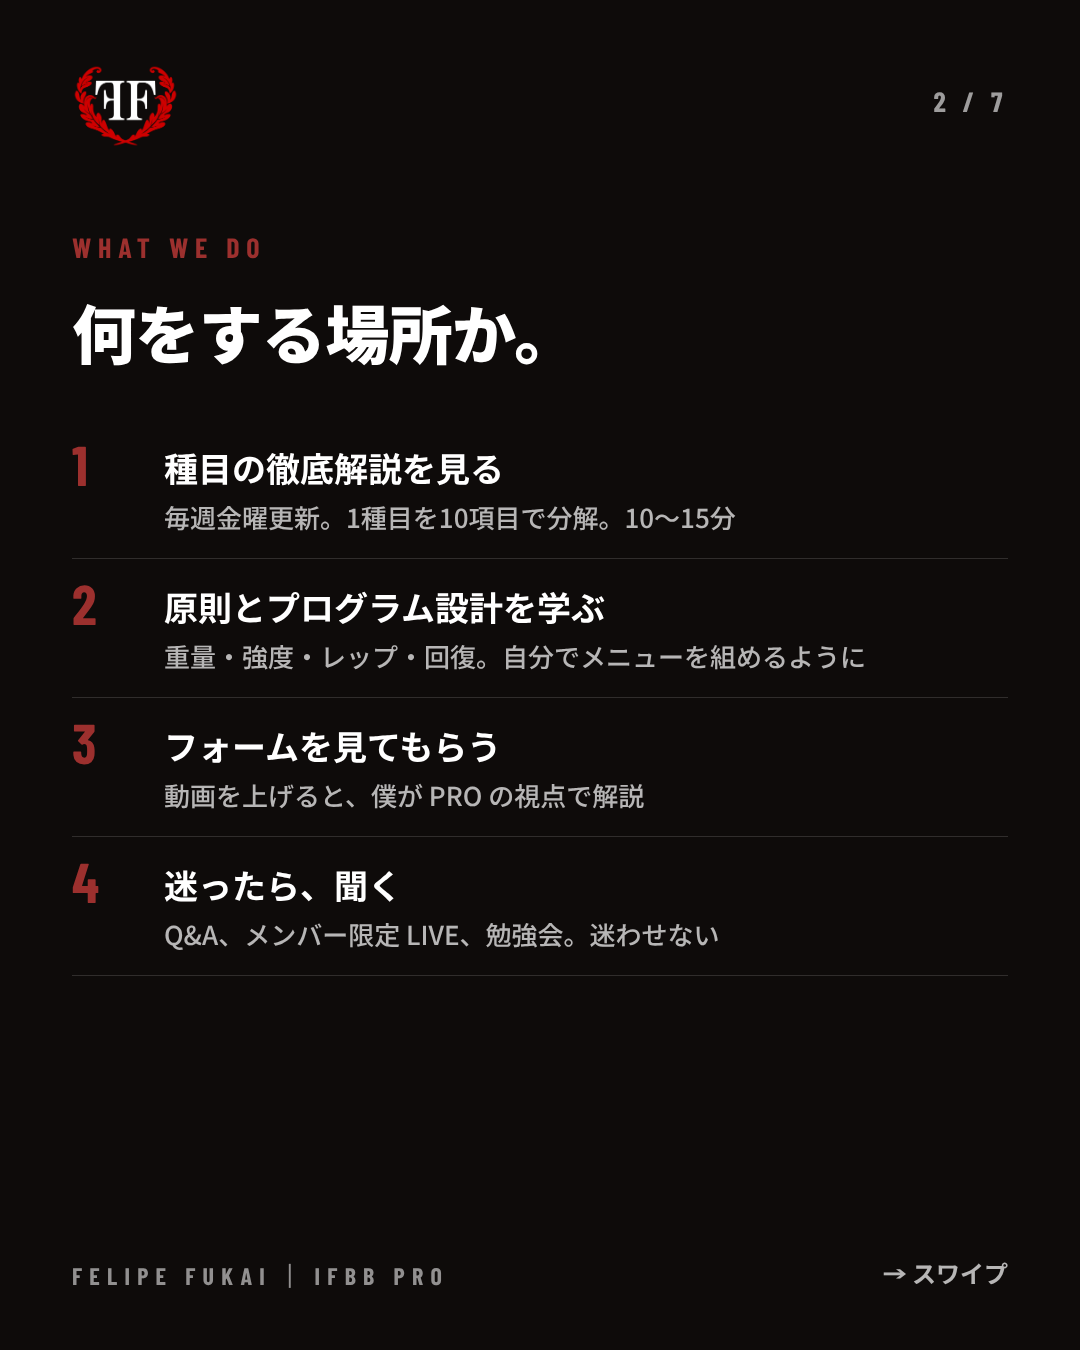 FF
2 / 7
WHAT WE DO
何をする場所か。
1
種目の徹底解説を見る
毎週金曜更新。1種目を10項目で分解。10〜15分
2
原則とプログラム設計を学ぶ
重量・強度・レップ・回復。自分でメニューを組めるように
3
フォームを見てもらう
動画を上げると、僕が PRO の視点で解説
4
迷ったら、聞く
Q&A、メンバー限定 LIVE、勉強会。迷わせない
FELIPE FUKAI | IFBB PRO
→ スワイプ